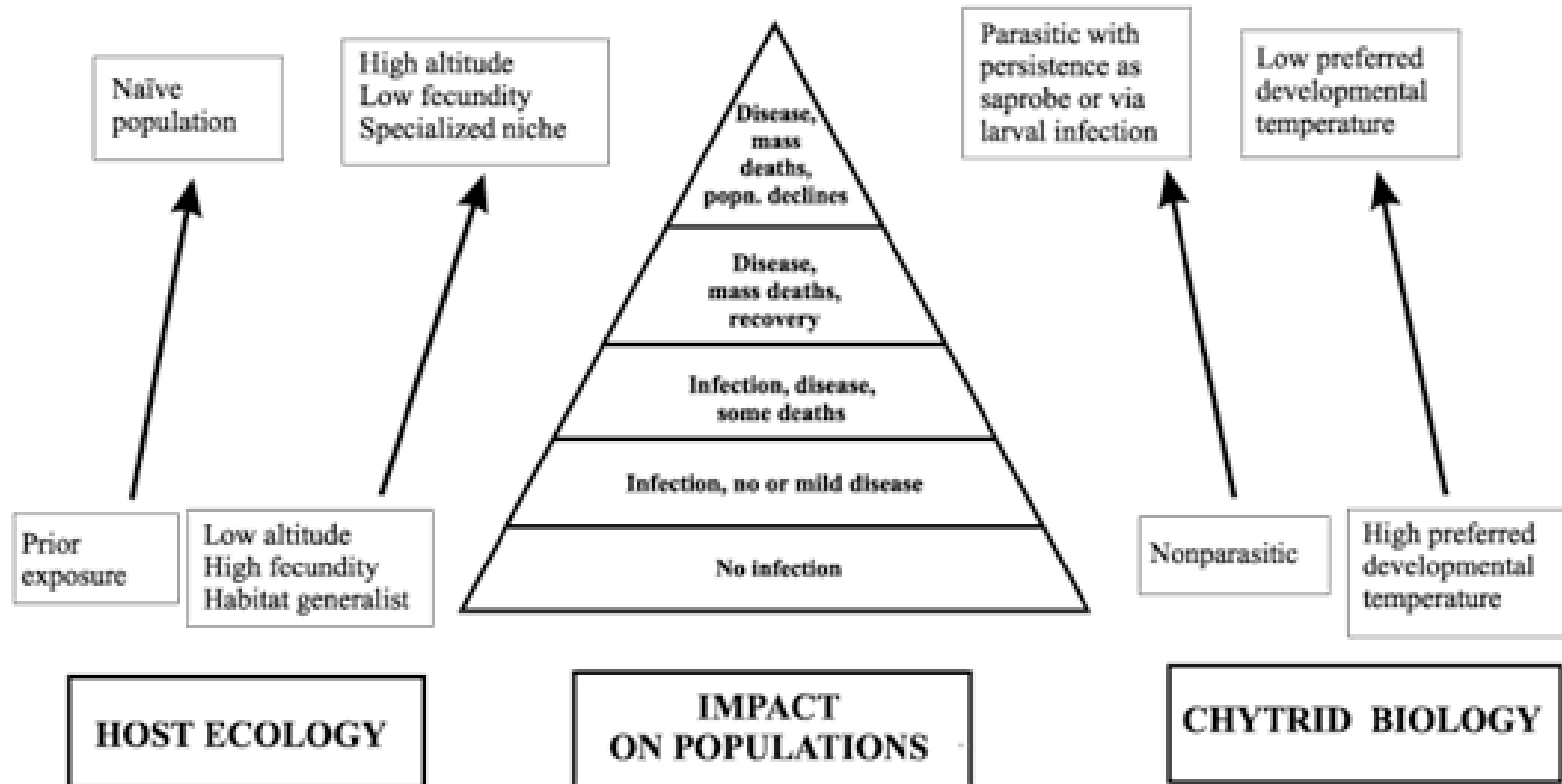 Naïve
population
High altitude
Low fecundity
Specialized niche
Disease,
mass
deaths,
popn. declines
Parasitic with
persistence as
saprobe or via
larval infection
Low preferred
developmental
temperature
Disease,
mass deaths,
recovery
Infection, disease,
some deaths
Infection, no or mild disease
No infection
Prior
exposure
Low altitude
High fecundity
Habitat generalist
Nonparasitic
High preferred
developmental
temperature
HOST ECOLOGY
IMPACT
ON POPULATIONS
CHYTRID BIOLOGY